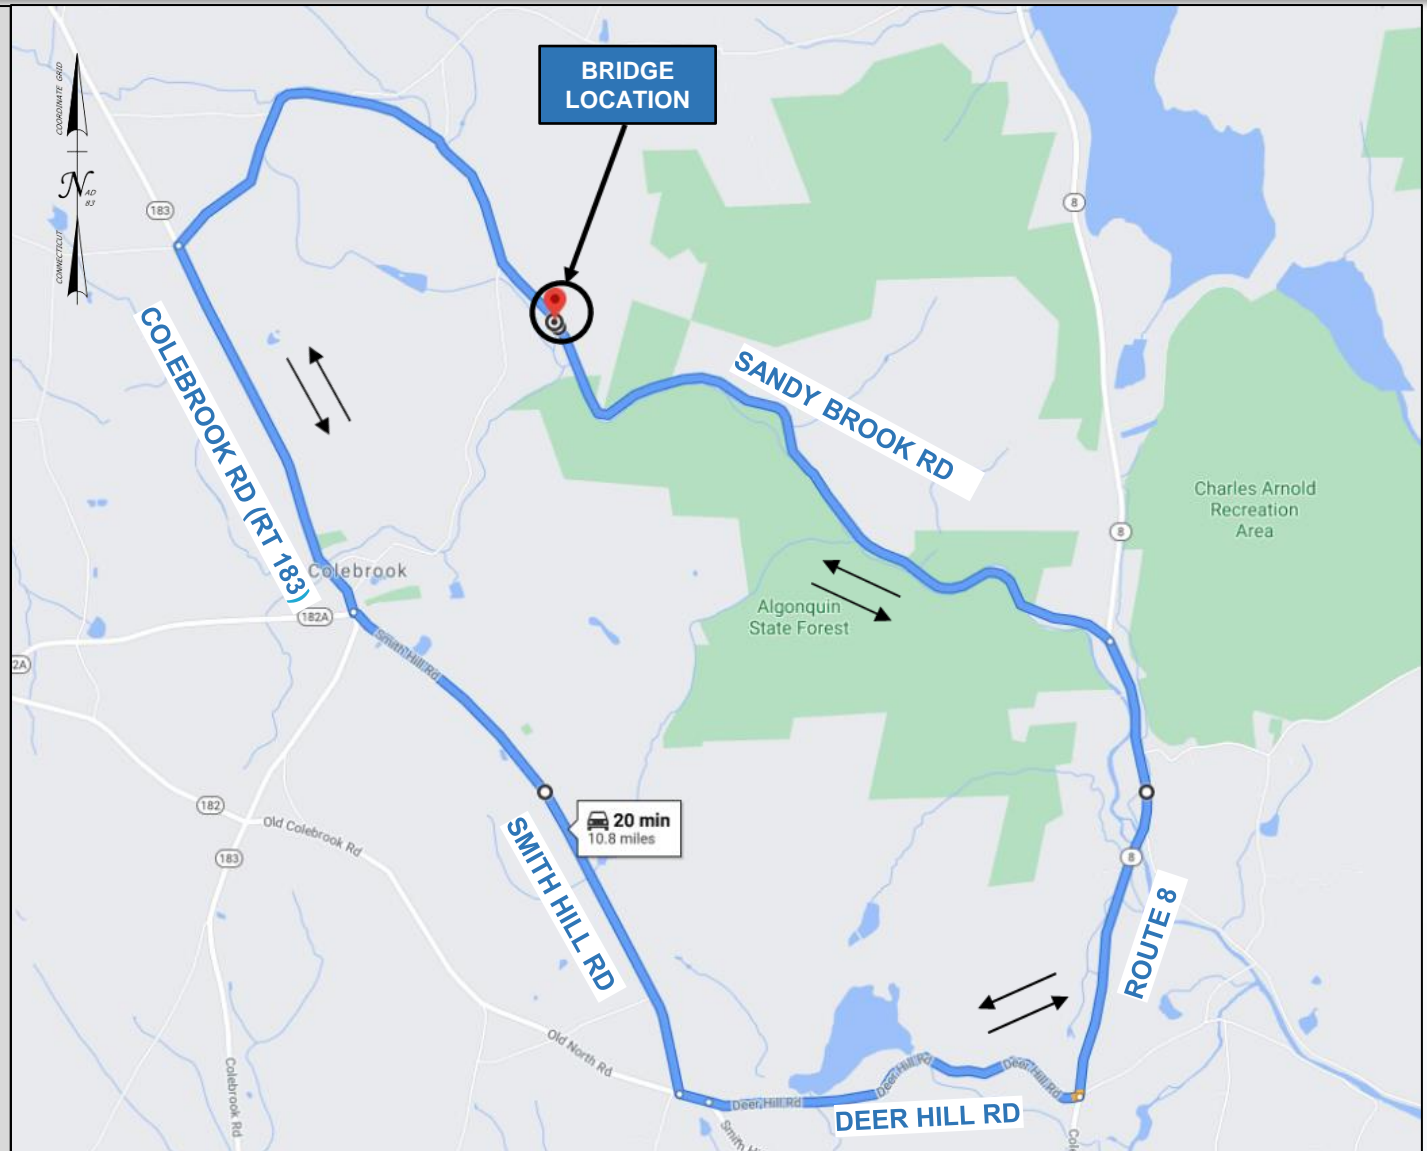 BRIDGE
LOCATION
COORDINATE GRID
N
AD
83
CONNECTICUT
183
8
COLEBROOK RD (RT 183)
SANDY BROOK RD
Charles Arnold
Recreation
Area
8
Colebrook
182A
Algonquin
State Forest
2A
Smith Hill Rd
182
Old Colebrook Rd
183
20 min
10.8 miles
SMITH HILL RD
8
ROUTE 8
Old North Rd
Colebrook Rd
Deer Hill Rd
Deer Hill Rd
Deer Hill Rd
DEER HILL RD
Smith H
Col